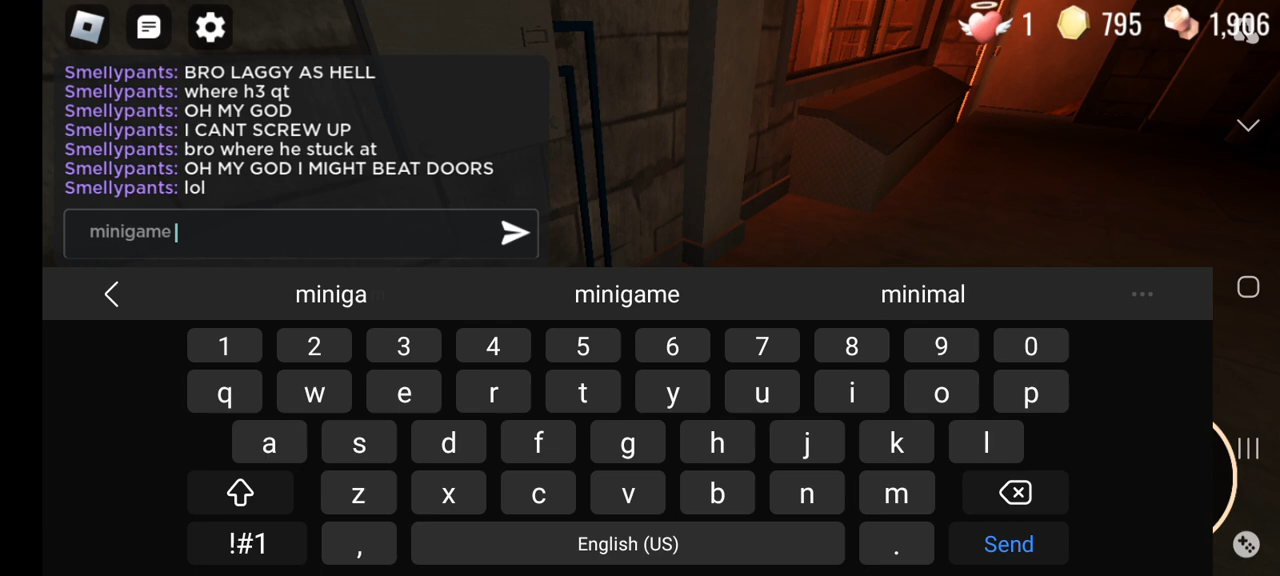 1 795 1,906
Smellypants: BRO LAGGY AS HELL
Smellypants: where h3 qt
Smellypants: OH MY GOD
Smellypants: I CANT SCREW UP
Smellypants: bro where he stuck at
Smellypants: OH MY GOD I MIGHT BEAT DOORS
Smellypants: lol
minigame
miniga minigame minimal
1 2 3 4 5 6 7 8 9 0
q w e r t y u i o p
a s d f g h j k l
z x c v b n m
!#1 , English (US) . Send